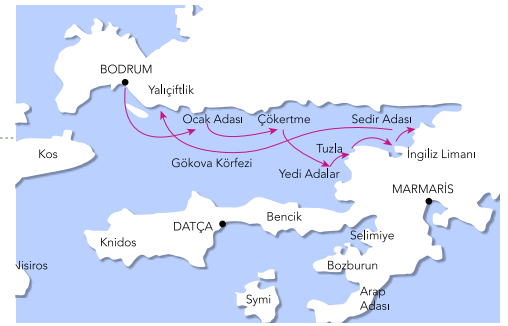 BODRUM
Yalıçiftlik
Ocak Adası
Çökertme
Sedir Adası
Kos
Gökova Körfezi
Tuzla
İngiliz Limanı
Yedi Adalar
MARMARİS
Bencik
DATÇA
Knidos
Selimiye
Nisiros
Bozburun
Symi
Arap
Adası